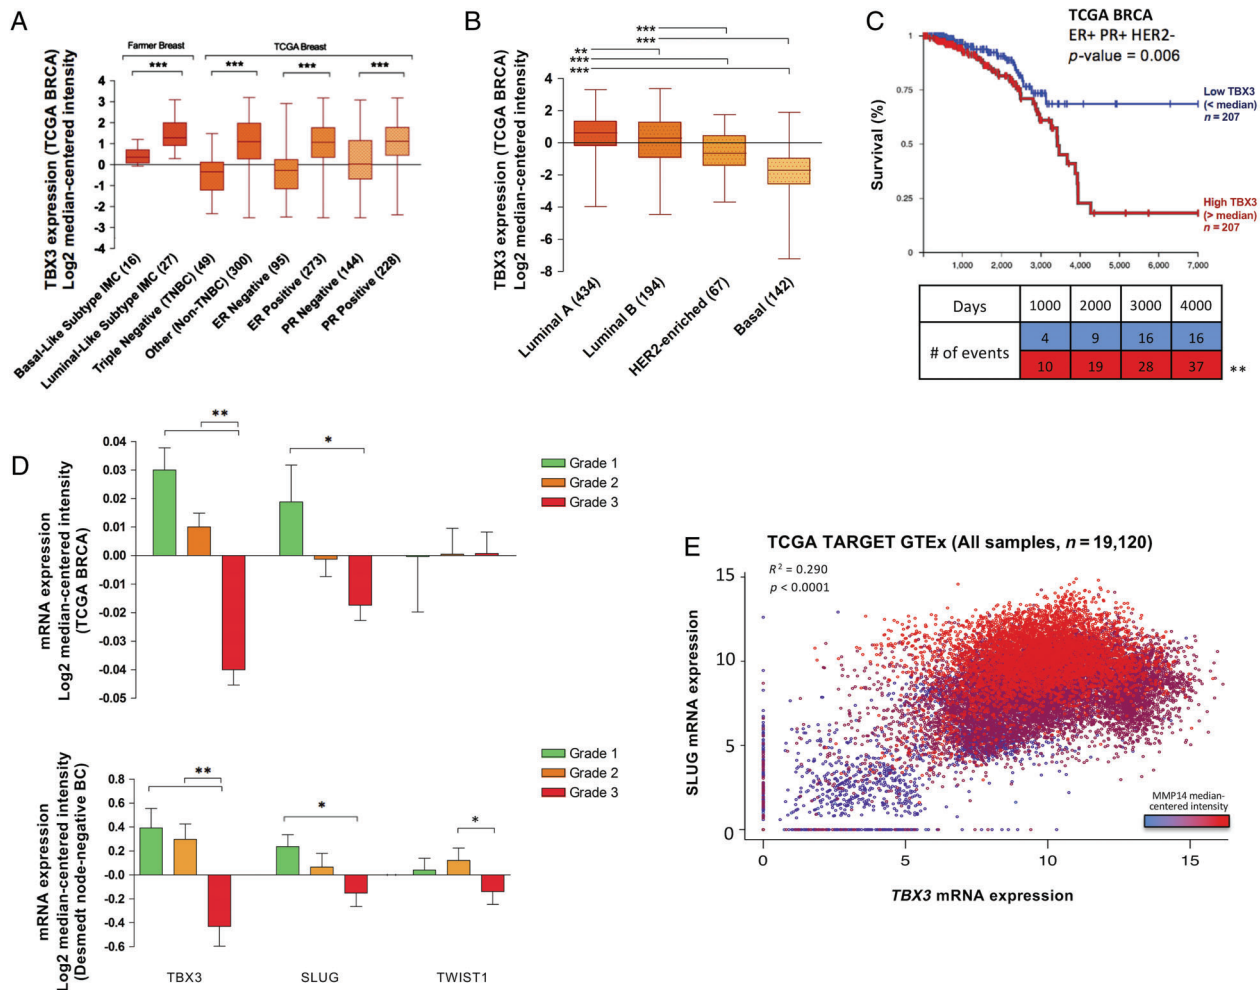 A
Farmer Breast
TCGA Breast
***
***
***
***
TBX3 expression (TCGA BRCA)
Log2 median-centered intensity
4
3
2
1
0
-1
-2
-3
-4
Basal-Like Subtype IMC (16)
Luminal-Like Subtype IMC (27)
Triple Negative (TNBC) (49)
Other (Non-TNBC) (300)
ER Negative (95)
ER Positive (273)
PR Negative (144)
PR Positive (228)
B
***
***
**
***
***
TBX3 expression (TCGA BRCA)
Log2 median-centered intensity
4
2
0
-2
-4
-6
-8
Luminal A (434)
Luminal B (194)
HER2-enriched (67)
Basal (142)
C
TCGA BRCA
ER+ PR+ HER2-
p-value = 0.006
Survival (%)
1
0.75
0.5
0.25
0
1,000
2,000
3,000
4,000
5,000
6,000
7,000
Low TBX3
(< median)
n = 207
High TBX3
(> median)
n = 207
Days 1000 2000 3000 4000
# of events
4 9 16 16
10 19 28 37
**
D
mRNA expression
Log2 median-centered intensity
(TCGA BRCA)
0.04
0.03
0.02
0.01
0.00
-0.01
-0.02
-0.03
-0.04
-0.05
**
*
Grade 1
Grade 2
Grade 3
mRNA expression
Log2 median-centered intensity
(Desmedt node-negative BC)
0.8
0.6
0.4
0.2
-0.0
-0.2
-0.4
-0.6
**
*
*
Grade 1
Grade 2
Grade 3
TBX3
SLUG
TWIST1
E
TCGA TARGET GTEx (All samples, n = 19,120)
R² = 0.290
p < 0.0001
SLUG mRNA expression
15
10
5
0
0
5
10
15
TBX3 mRNA expression
MMP14 median-
centered intensity